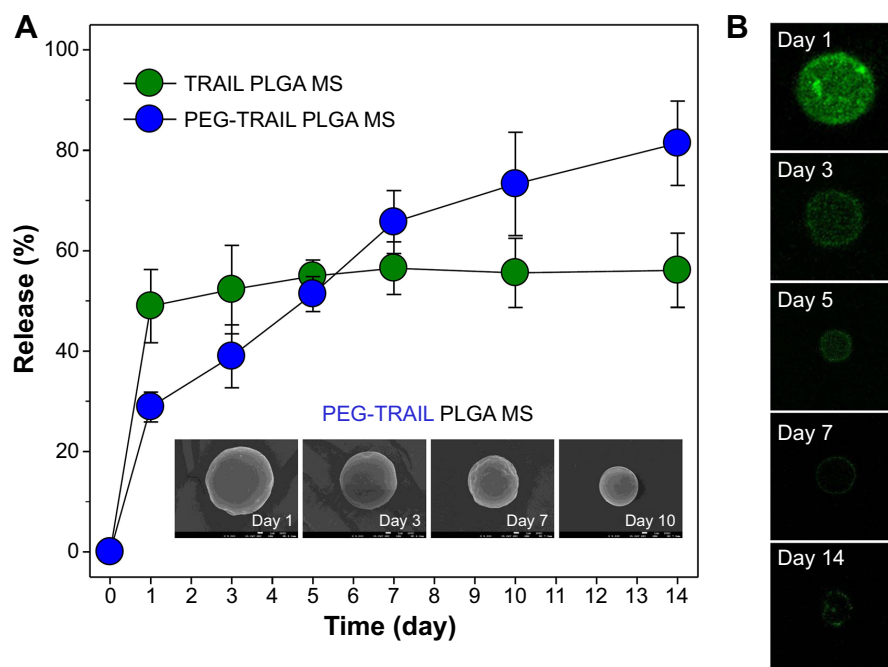 A
100
80
60
40
20
0
Release (%)
TRAIL PLGA MS
PEG-TRAIL PLGA MS
PEG-TRAIL PLGA MS
Day 1
Day 3
Day 7
Day 10
0 1 2 3 4 5 6 7 8 9 10 11 12 13 14
Time (day)
B
Day 1
Day 3
Day 5
Day 7
Day 14